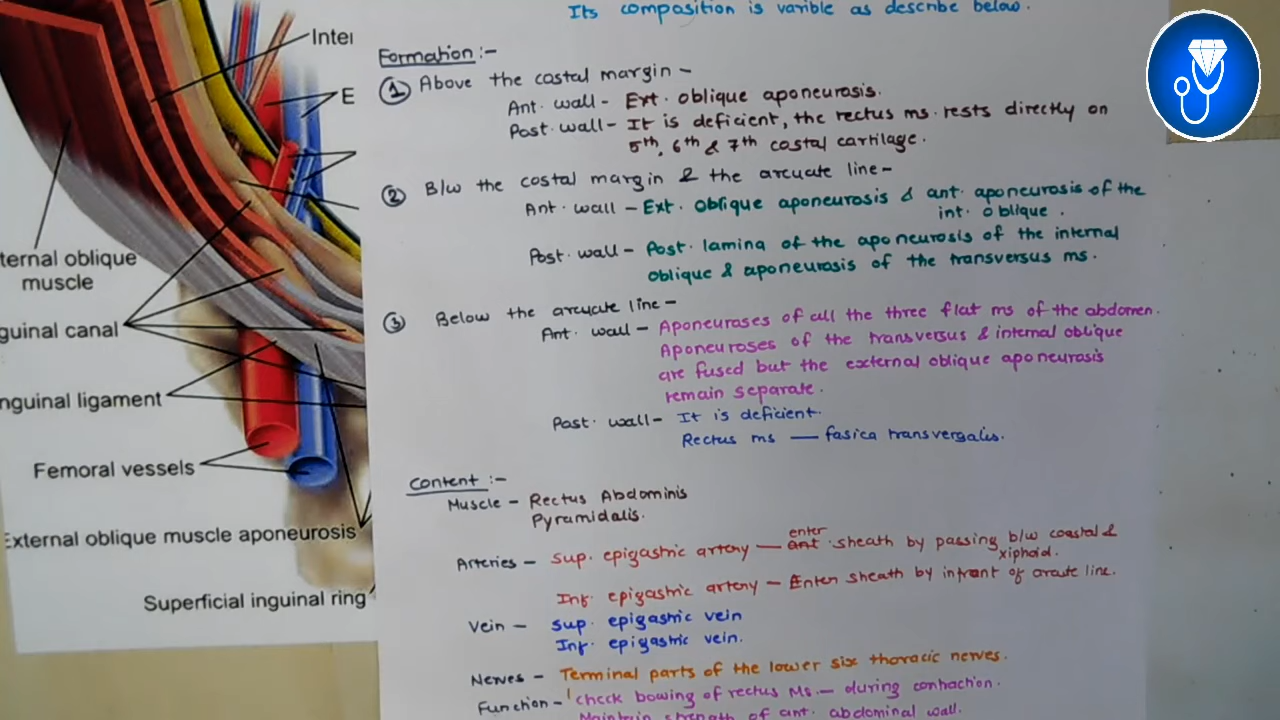 Its composition is varible as describe below.
Formation:-
① Above the costal margin -
Ant. wall - Ext. oblique aponeurosis.
Post. wall - It is deficient, the rectus ms. rests directly on
5th, 6th & 7th costal cartilage.
② B/w the costal margin & the arcuate line -
Ant. wall - Ext. oblique aponeurosis & ant. aponeurosis of the
int. oblique.
Post. wall - Post. lamina of the aponeurosis of the internal
oblique & aponeurosis of the transversus ms.
③ Below the arcuate line -
Ant. wall - Aponeuroses of all the three flat ms of the abdomen.
Aponeuroses of the transversus & internal oblique
are fused but the external oblique aponeurosis
remain separate.
Post. wall - It is deficient.
Rectus ms — fasica transversalis.
Content :-
Muscle - Rectus Abdominis
Pyramidalis.
Arteries - Sup. epigastric artery — enter sheath by passing b/w coastal &
xiphoid.
Inf. epigastric artery - Enter sheath by infront of arcute line.
Vein - sup. epigastric vein
Inf. epigastric vein.
Nerves - Terminal parts of the lower six thoracic nerves.
Function - check bowing of rectus Ms. - during contraction.
Maintain strength of ant. abdominal wall.
Inter
E
ternal oblique
muscle
guinal canal
nguinal ligament
Femoral vessels
External oblique muscle aponeurosis
Superficial inguinal ring